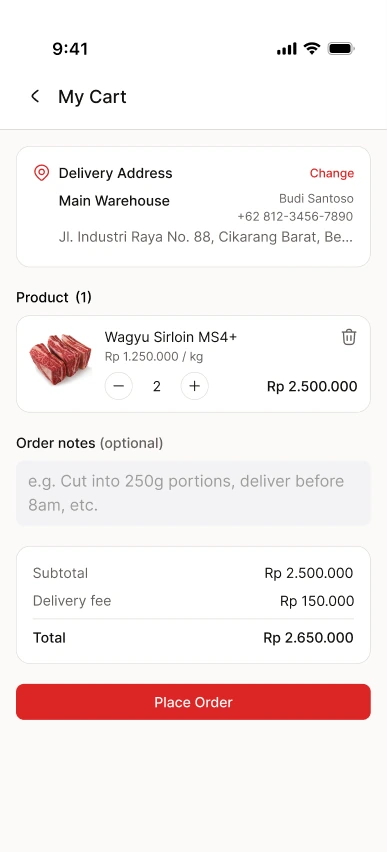 9:41
My Cart
Delivery Address
Change
Main Warehouse
Budi Santoso
+62 812-3456-7890
Jl. Industri Raya No. 88, Cikarang Barat, Be...
Product (1)
Wagyu Sirloin MS4+
Rp 1.250.000 / kg
− 2 +
Rp 2.500.000
Order notes (optional)
e.g. Cut into 250g portions, deliver before
8am, etc.
Subtotal Rp 2.500.000
Delivery fee Rp 150.000
Total Rp 2.650.000
Place Order